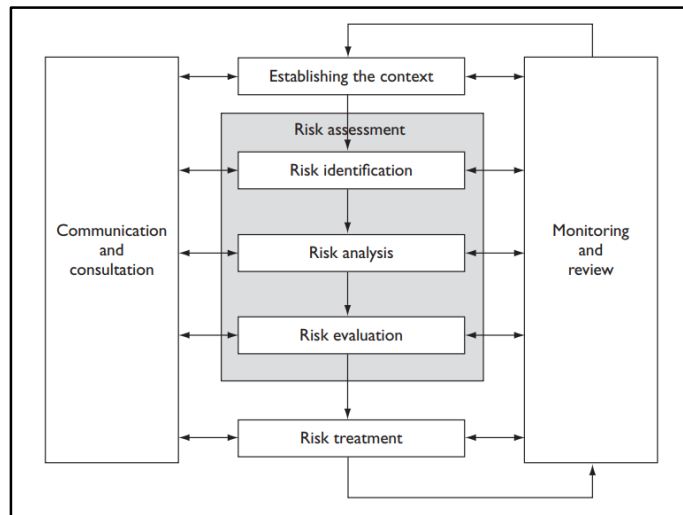 Establishing the context
Risk assessment
Risk identification
Communication
and
consultation
Risk analysis
Monitoring
and
review
Risk evaluation
Risk treatment